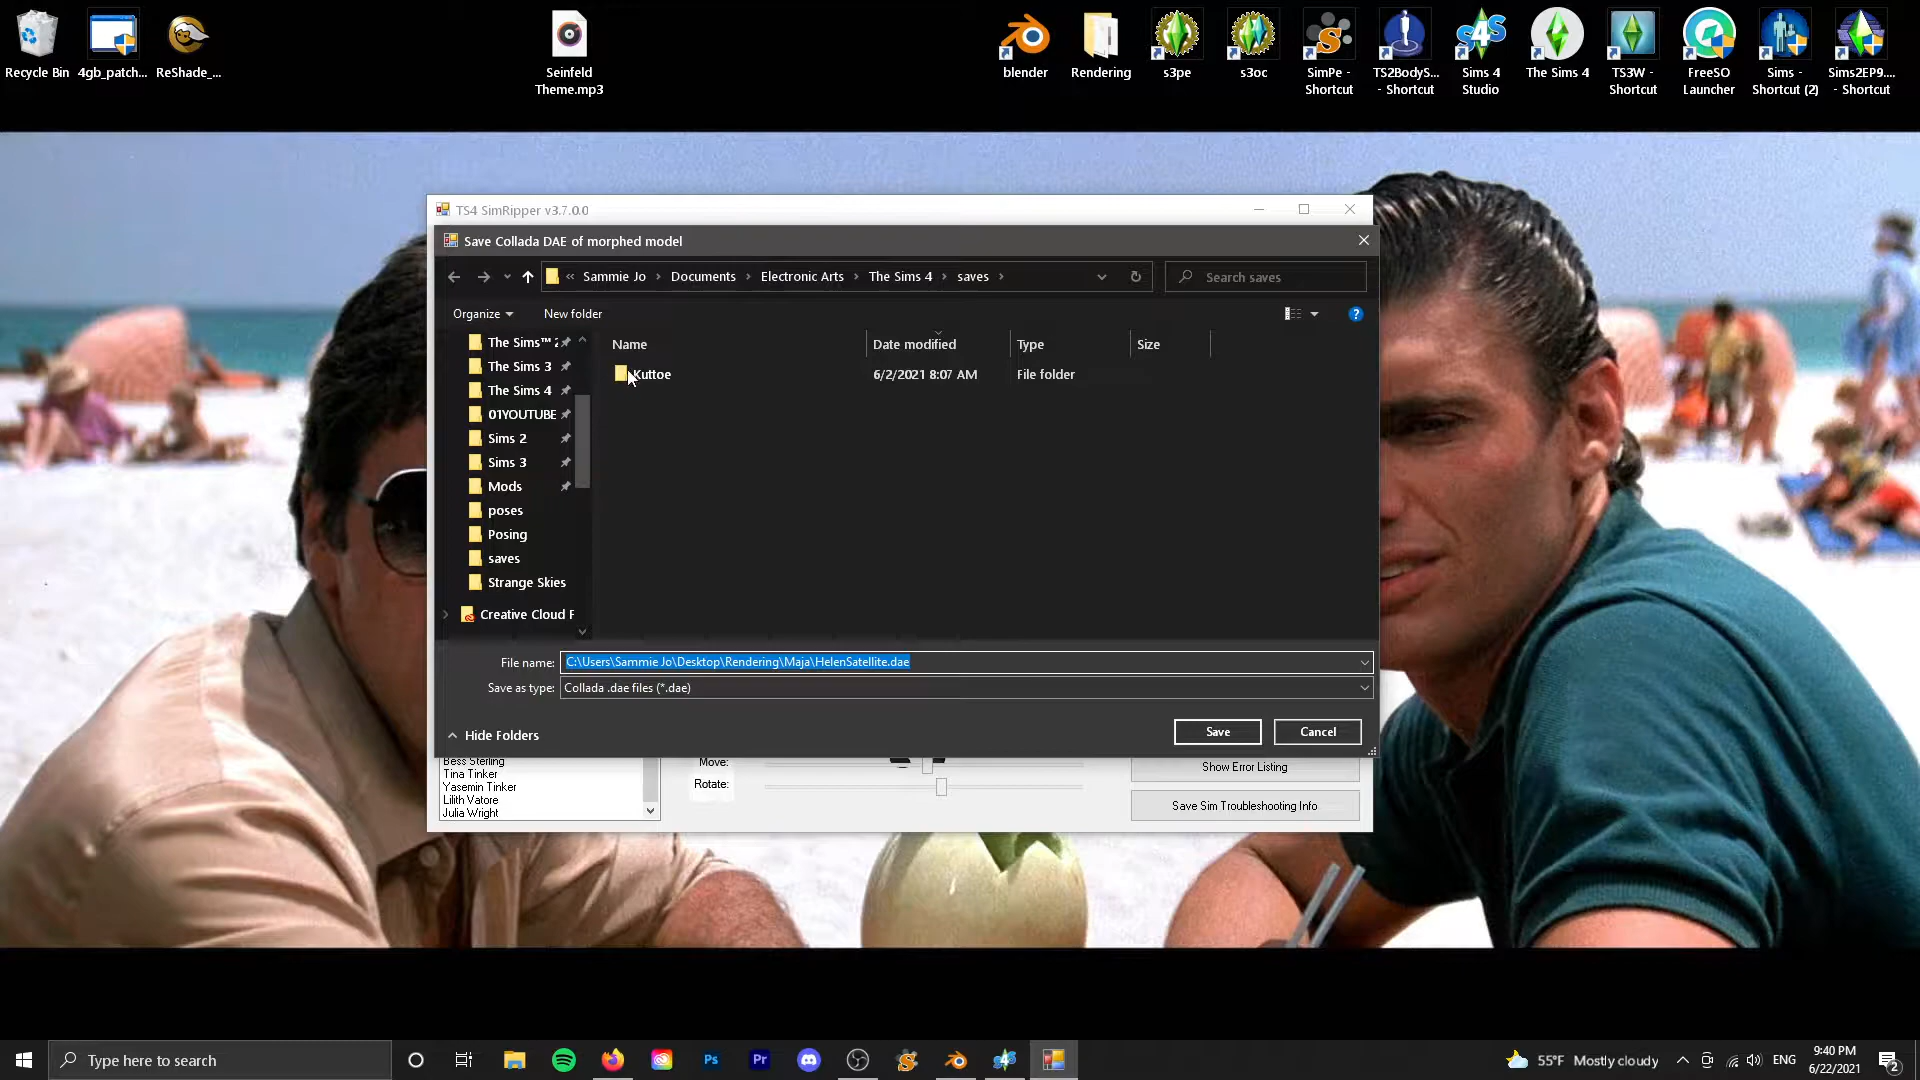 Recycle Bin
4gb_patch...
ReShade_...
Seinfeld
Theme.mp3
blender
Rendering
s3pe
s3oc
SimPe -
Shortcut
TS2BodyS...
- Shortcut
Sims 4
Studio
The Sims 4
TS3W -
Shortcut
FreeSO
Launcher
Sims -
Shortcut (2)
Sims2EP9....
- Shortcut
TS4 SimRipper v3.7.0.0
Save Collada DAE of morphed model
« Sammie Jo › Documents › Electronic Arts › The Sims 4 › saves ›
Search saves
Organize
New folder
The Sims™ 2
The Sims 3
The Sims 4
01YOUTUBE
Sims 2
Sims 3
Mods
poses
Posing
saves
Strange Skies
Creative Cloud F
Name Date modified Type Size
Kuttoe 6/2/2021 8:07 AM File folder
File name: C:\Users\Sammie Jo\Desktop\Rendering\Maja\HelenSatellite.dae
Save as type: Collada .dae files (*.dae)
Hide Folders
Save
Cancel
Bess Sterling
Tina Tinker
Yasemin Tinker
Lilith Vatore
Julia Wright
Move:
Rotate:
Show Error Listing
Save Sim Troubleshooting Info
Type here to search
55°F Mostly cloudy
ENG
9:40 PM
6/22/2021
2